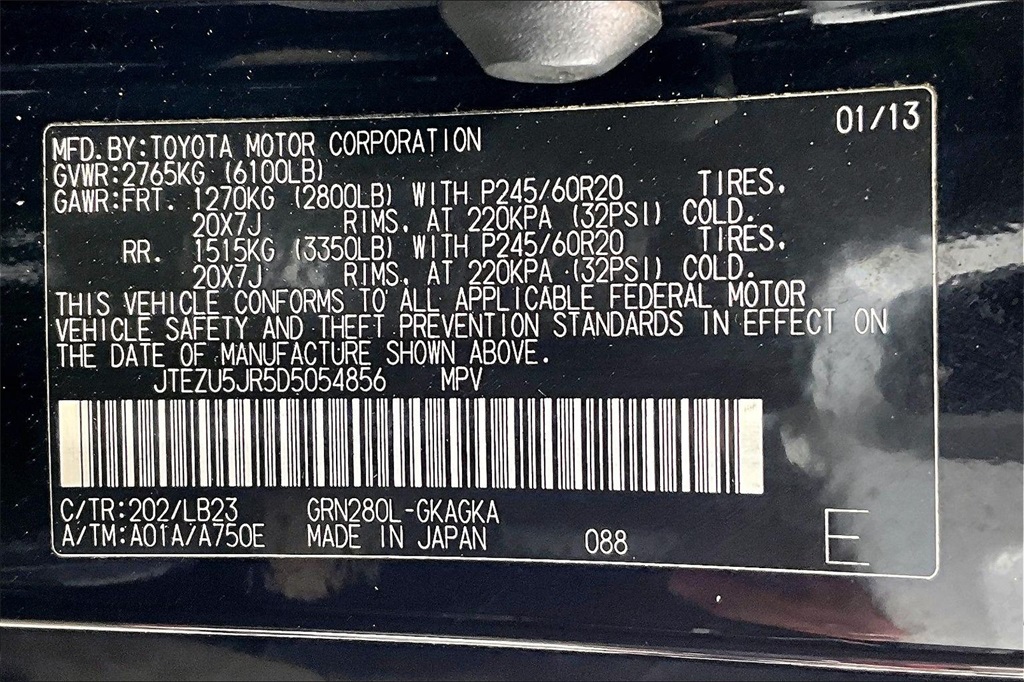 01/13
MFD.BY:TOYOTA MOTOR CORPORATION
GVWR:2765KG (6100LB)
GAWR:FRT. 1270KG (2800LB) WITH P245/60R20 TIRES.
20X7J RIMS, AT 220KPA (32PSI) COLD.
RR. 1515KG (3350LB) WITH P245/60R20 TIRES.
20X7J RIMS, AT 220KPA (32PSI) COLD.
THIS VEHICLE CONFORMS TO ALL APPLICABLE FEDERAL MOTOR
VEHICLE SAFETY AND THEFT PREVENTION STANDARDS IN EFFECT ON
THE DATE OF MANUFACTURE SHOWN ABOVE.
JTEZU5JR5D5054856 MPV
C/TR:202/LB23 GRN280L-GKAGKA
A/TM:A01A/A750E MADE IN JAPAN 088 E